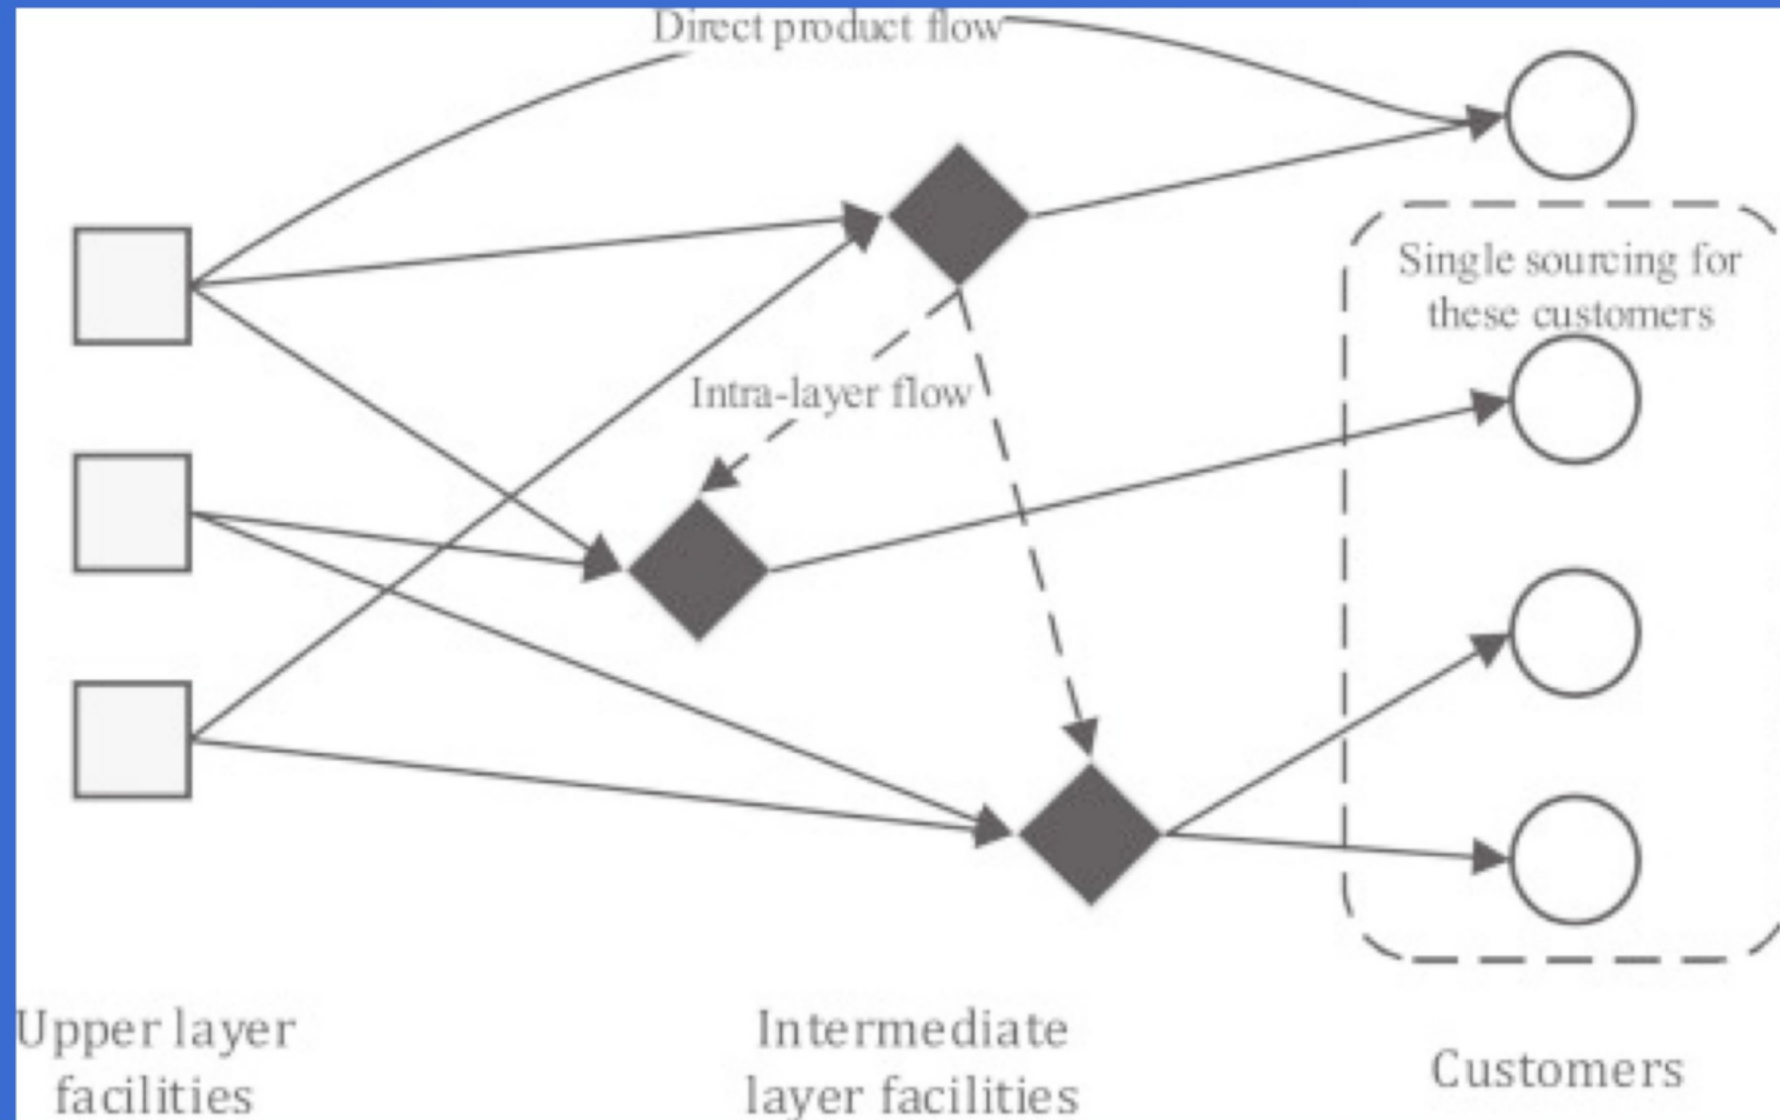 Direct product flow
Single sourcing for
these customers
Intra-layer flow
Upper layer
facilities
Intermediate
layer facilities
Customers